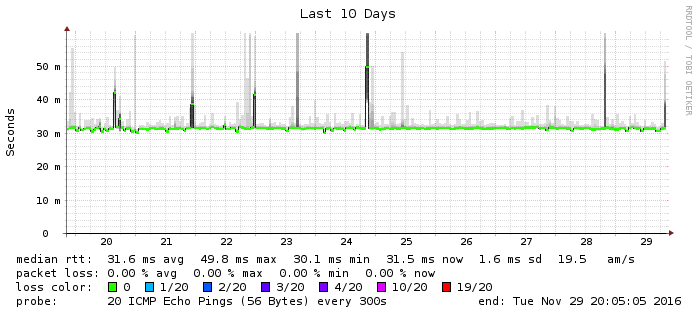 Last 10 Days
RRDTOOL / TOBI OETIKER
Seconds
50 m
40 m
30 m
20 m
10 m
0
20 21 22 23 24 25 26 27 28 29
median rtt: 31.6 ms avg 49.8 ms max 30.1 ms min 31.5 ms now 1.6 ms sd 19.5 am/s
packet loss: 0.00 % avg 0.00 % max 0.00 % min 0.00 % now
loss color: 0 1/20 2/20 3/20 4/20 10/20 19/20
probe: 20 ICMP Echo Pings (56 Bytes) every 300s end: Tue Nov 29 20:05:05 2016